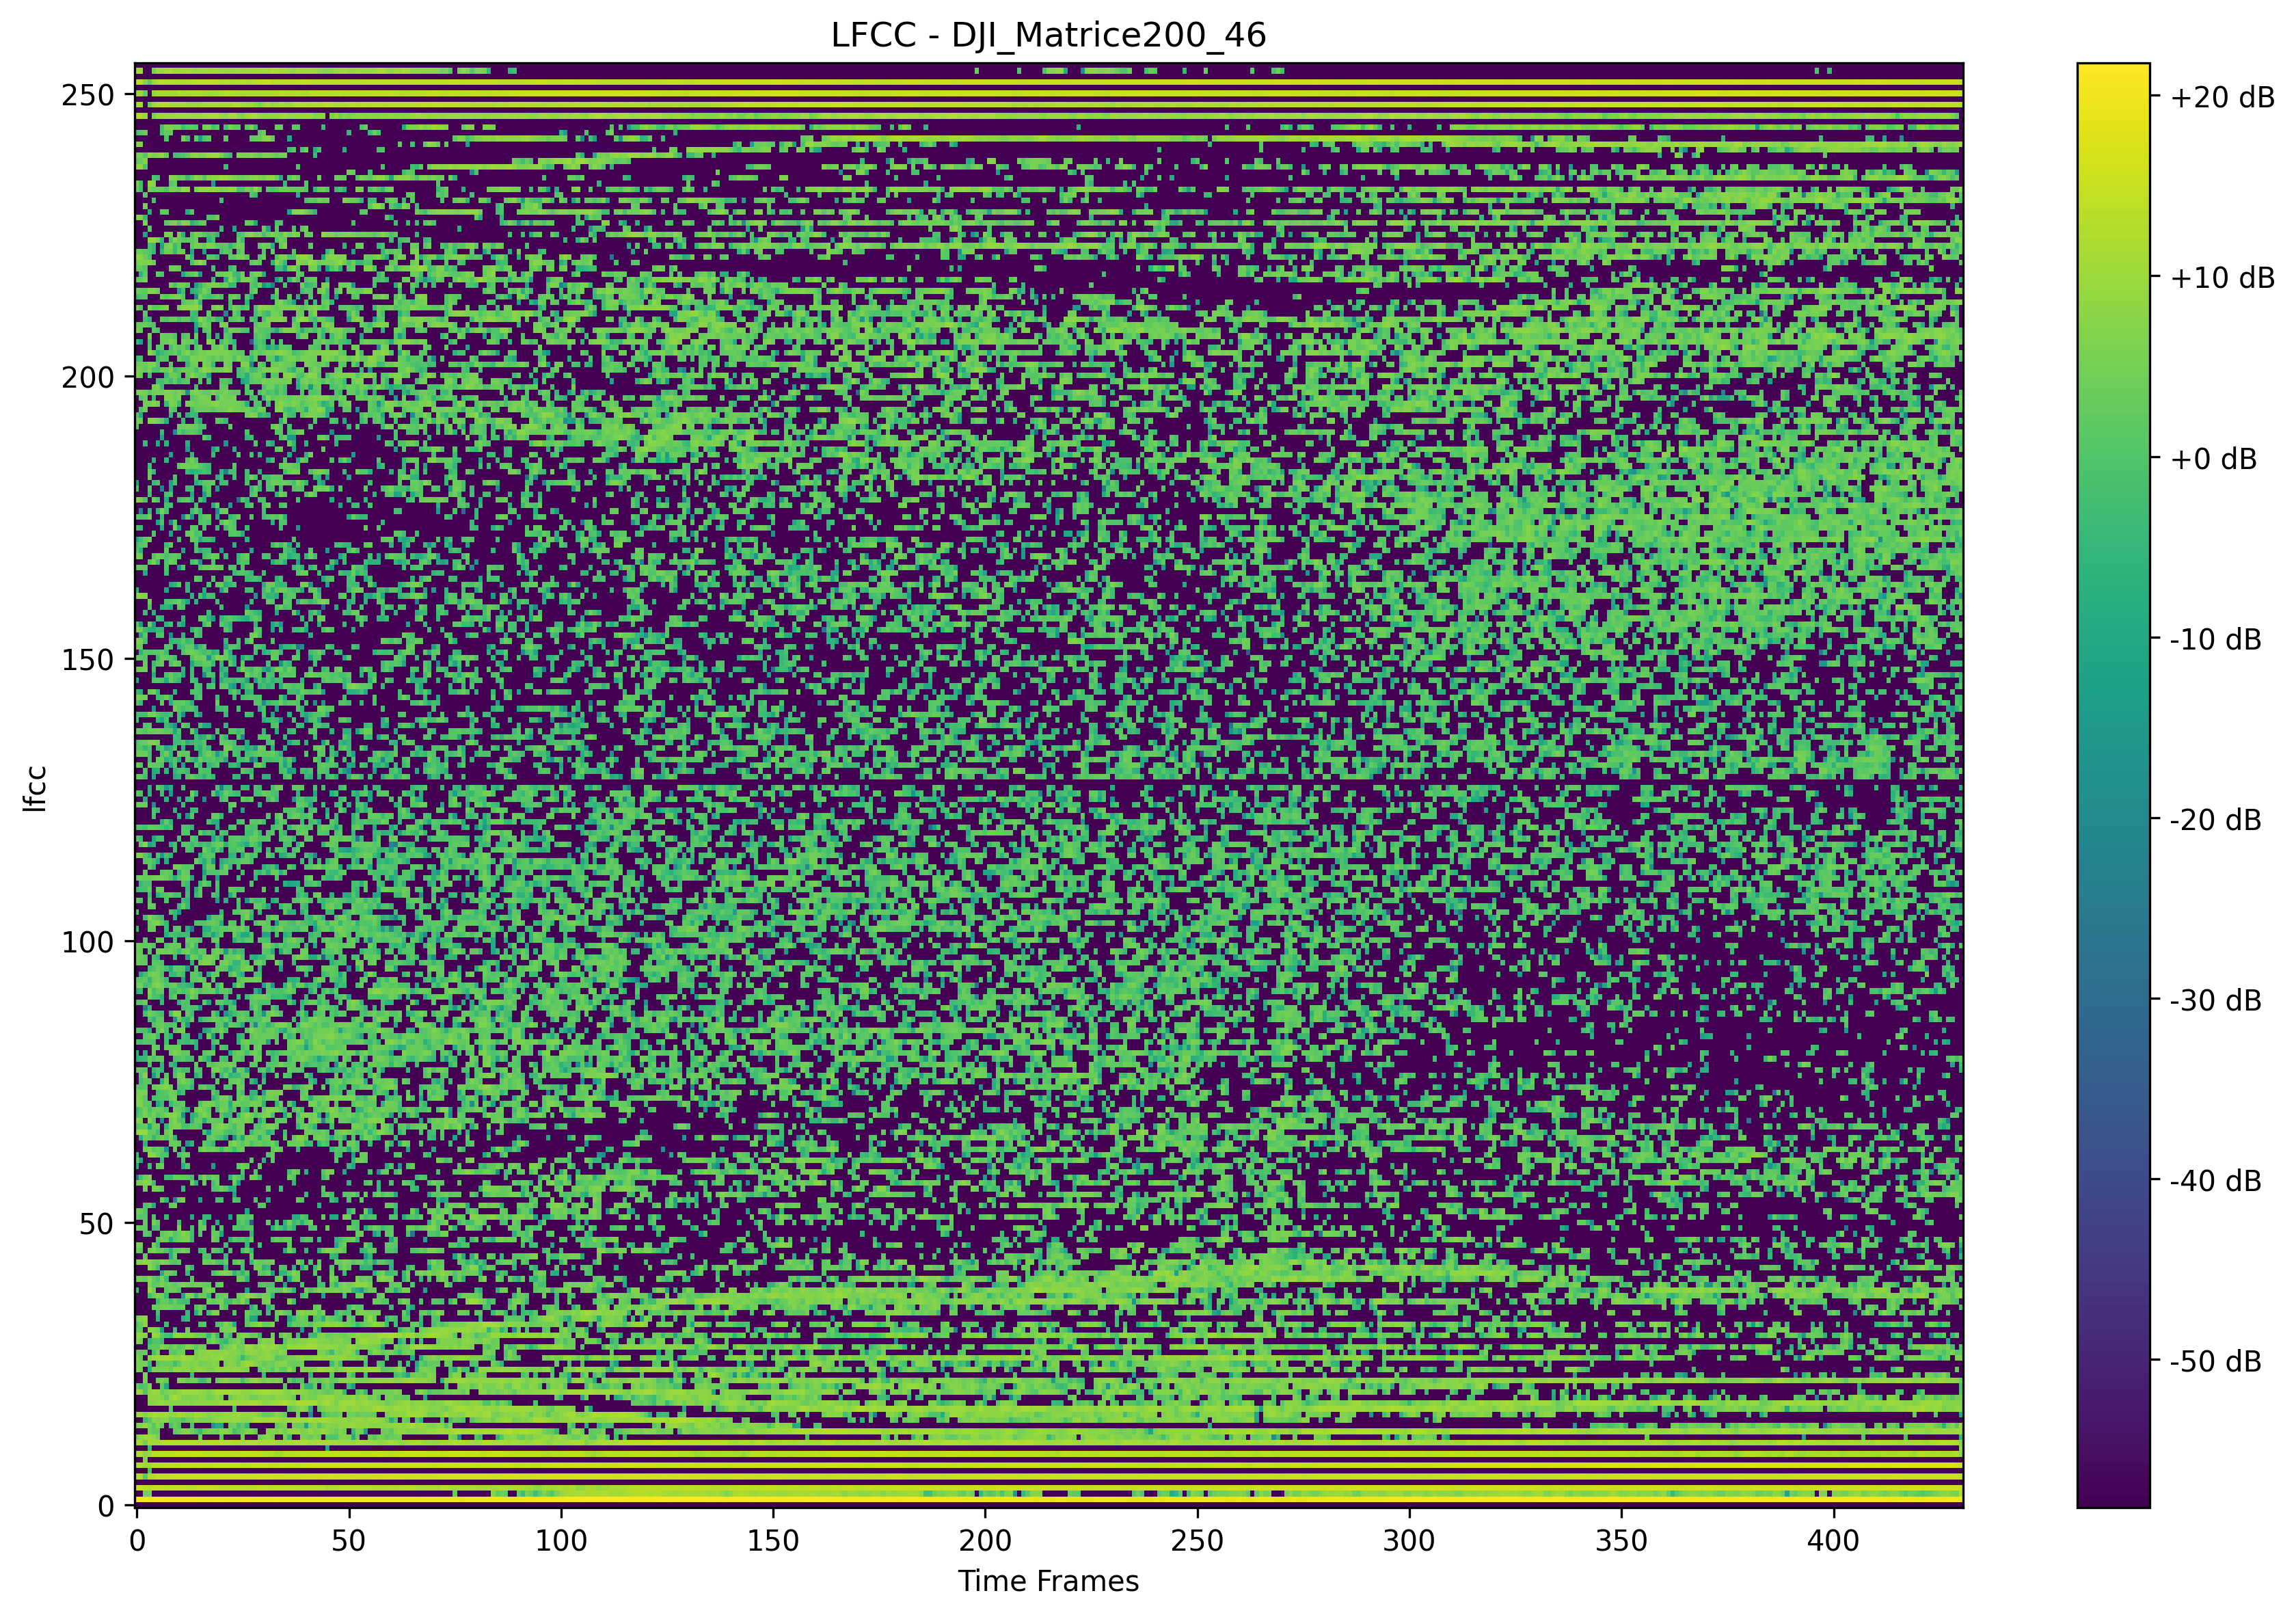 LFCC - DJI_Matrice200_46
250
200
150
100
50
0
lfcc
0 50 100 150 200 250 300 350 400
Time Frames
+20 dB
+10 dB
+0 dB
-10 dB
-20 dB
-30 dB
-40 dB
-50 dB